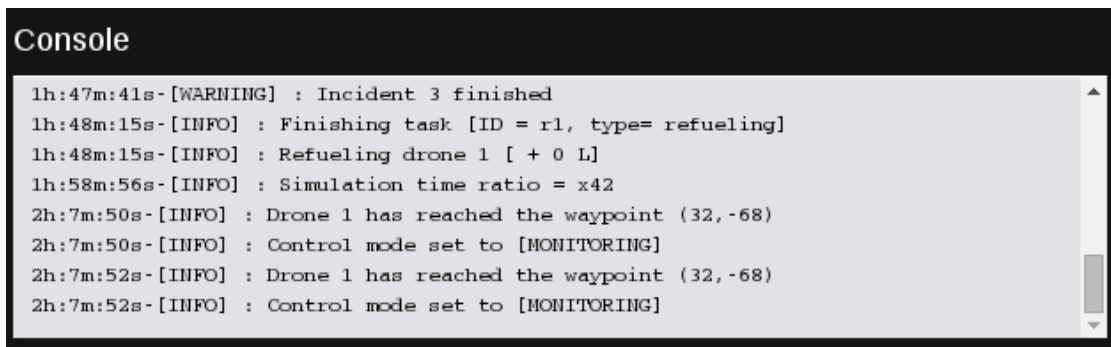 Console
1h:47m:41s-[WARNING] : Incident 3 finished
1h:48m:15s-[INFO] : Finishing task [ID = r1, type= refueling]
1h:48m:15s-[INFO] : Refueling drone 1 [ + 0 L]
1h:58m:56s-[INFO] : Simulation time ratio = x42
2h:7m:50s-[INFO] : Drone 1 has reached the waypoint (32,-68)
2h:7m:50s-[INFO] : Control mode set to [MONITORING]
2h:7m:52s-[INFO] : Drone 1 has reached the waypoint (32,-68)
2h:7m:52s-[INFO] : Control mode set to [MONITORING]